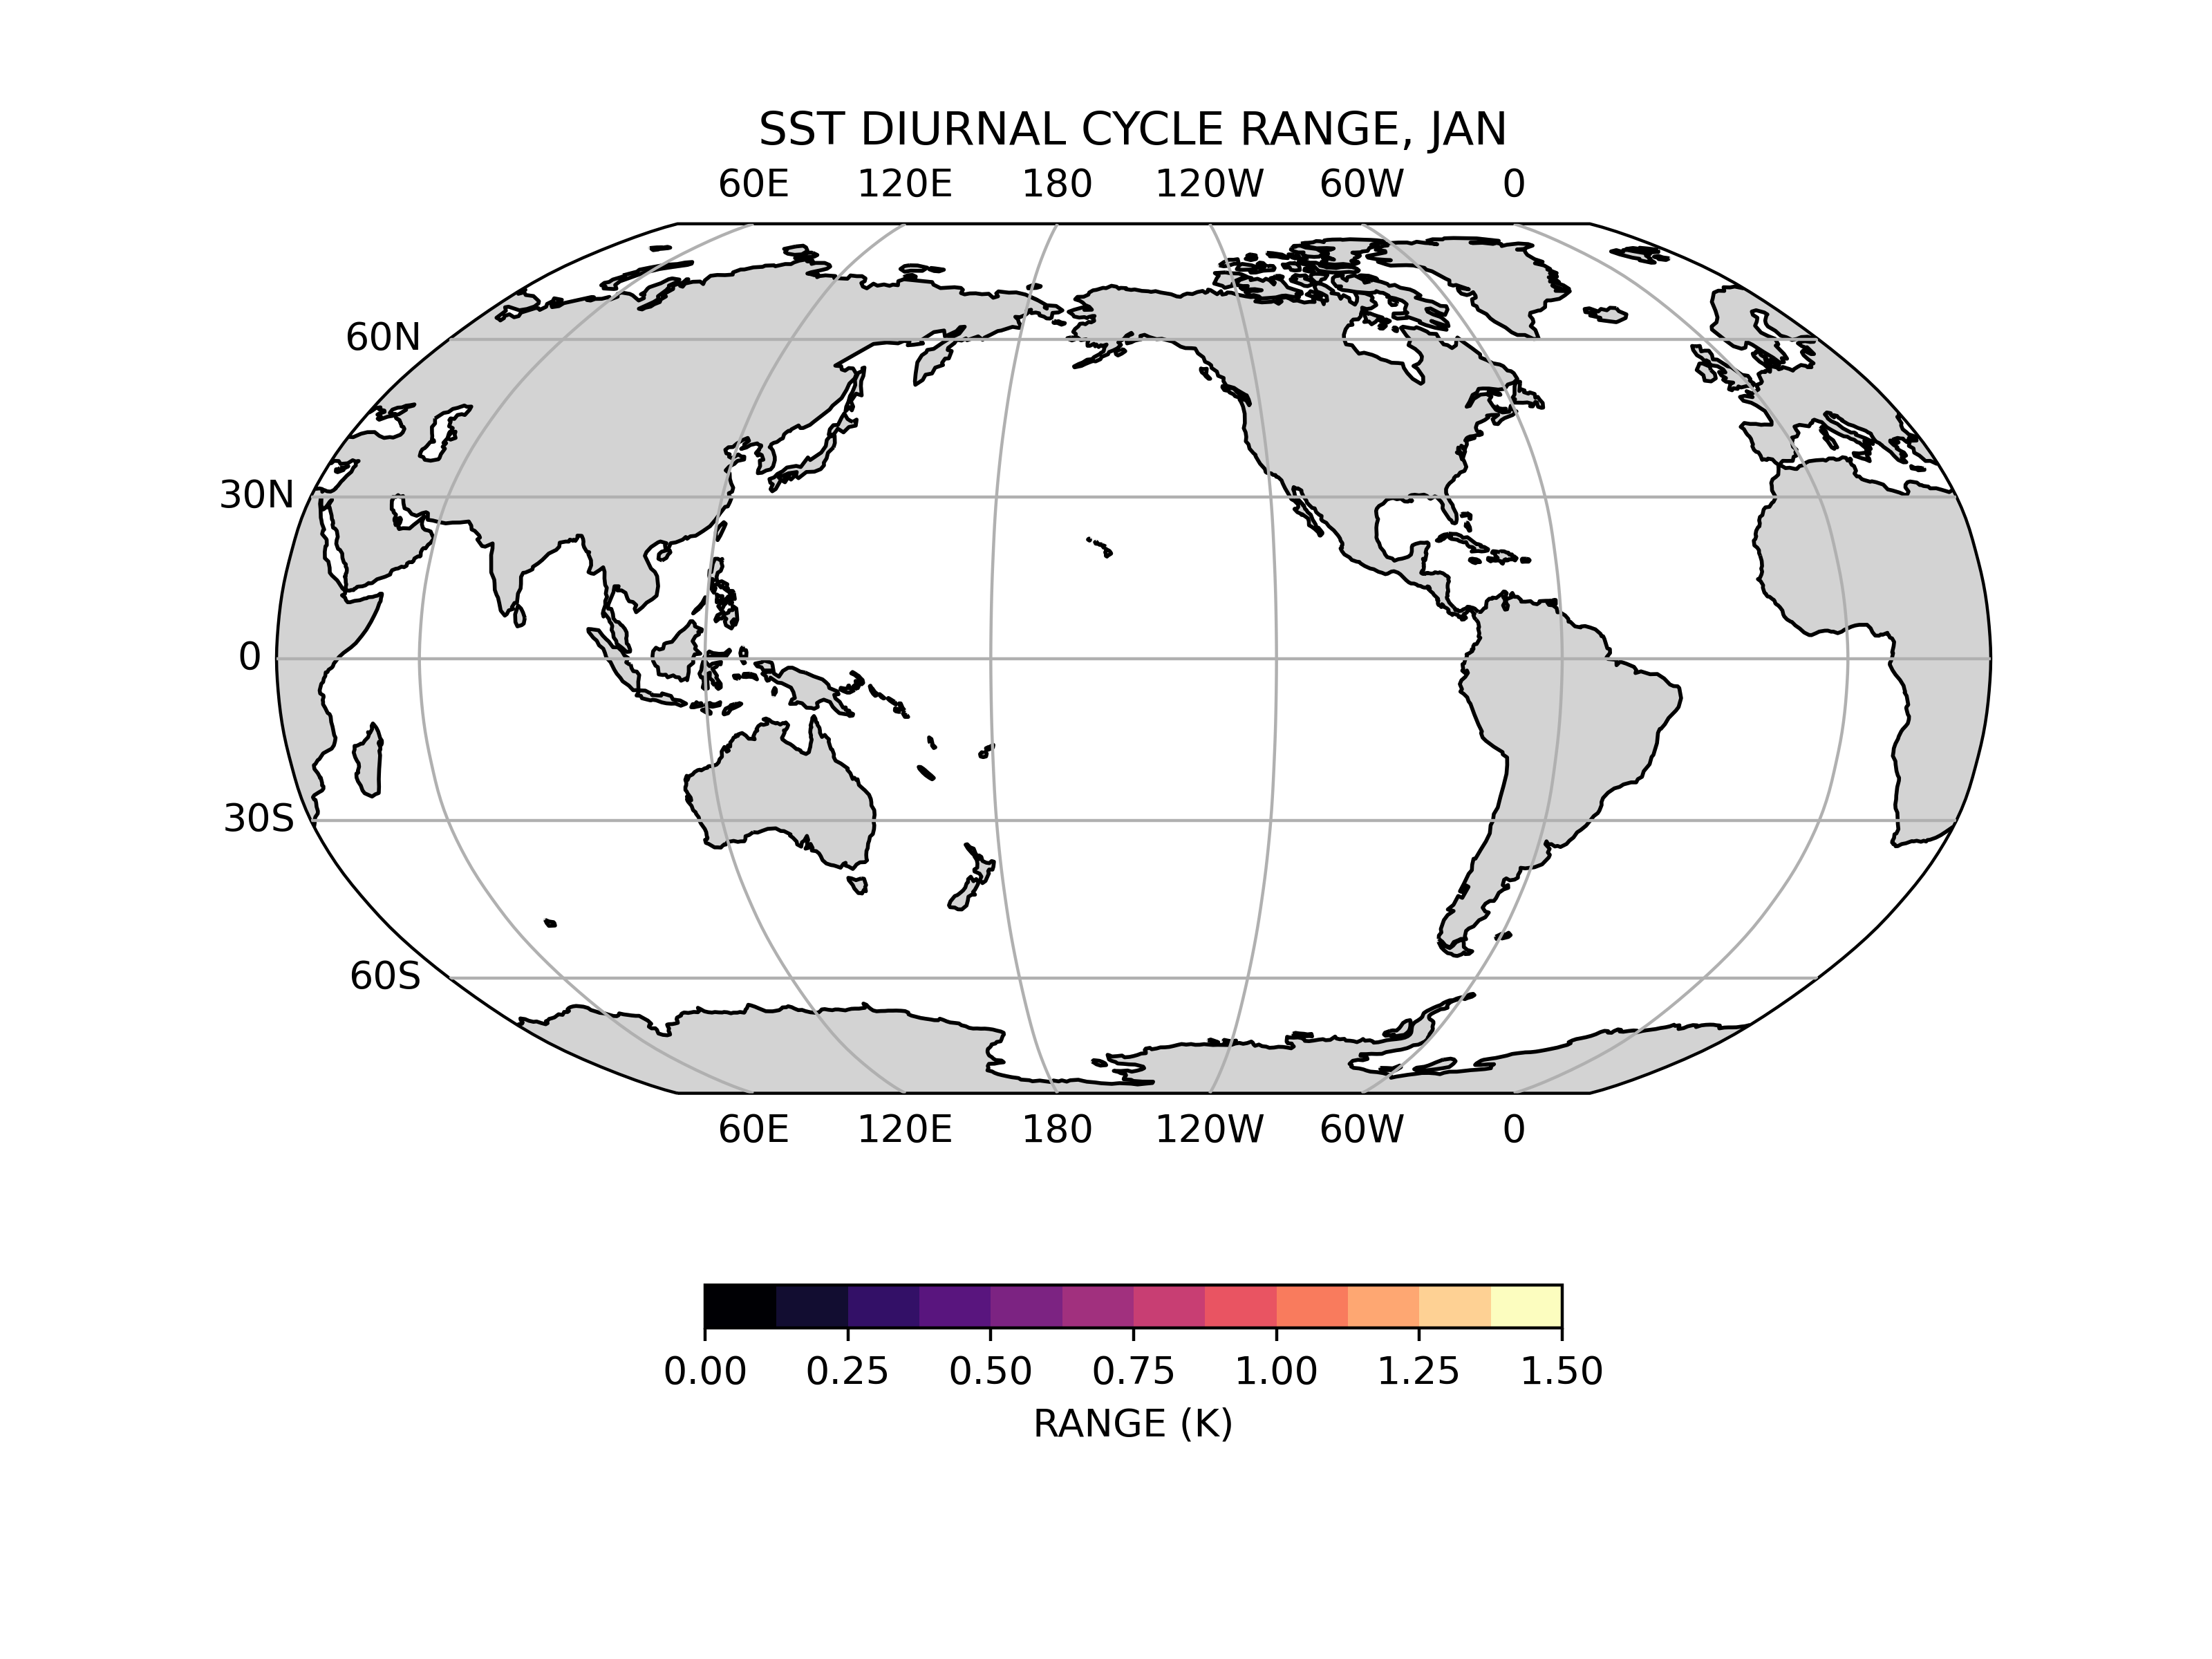 SST DIURNAL CYCLE RANGE, JAN
60E 120E 180 120W 60W 0
60N
30N
0
30S
60S
60E 120E 180 120W 60W 0
0.00 0.25 0.50 0.75 1.00 1.25 1.50
RANGE (K)